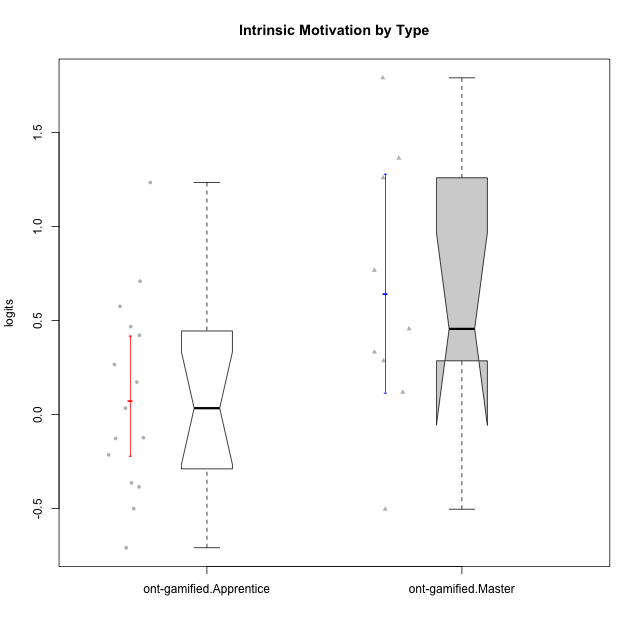 Intrinsic Motivation by Type
logits
1.5
1.0
0.5
0.0
-0.5
ont-gamified.Apprentice
ont-gamified.Master